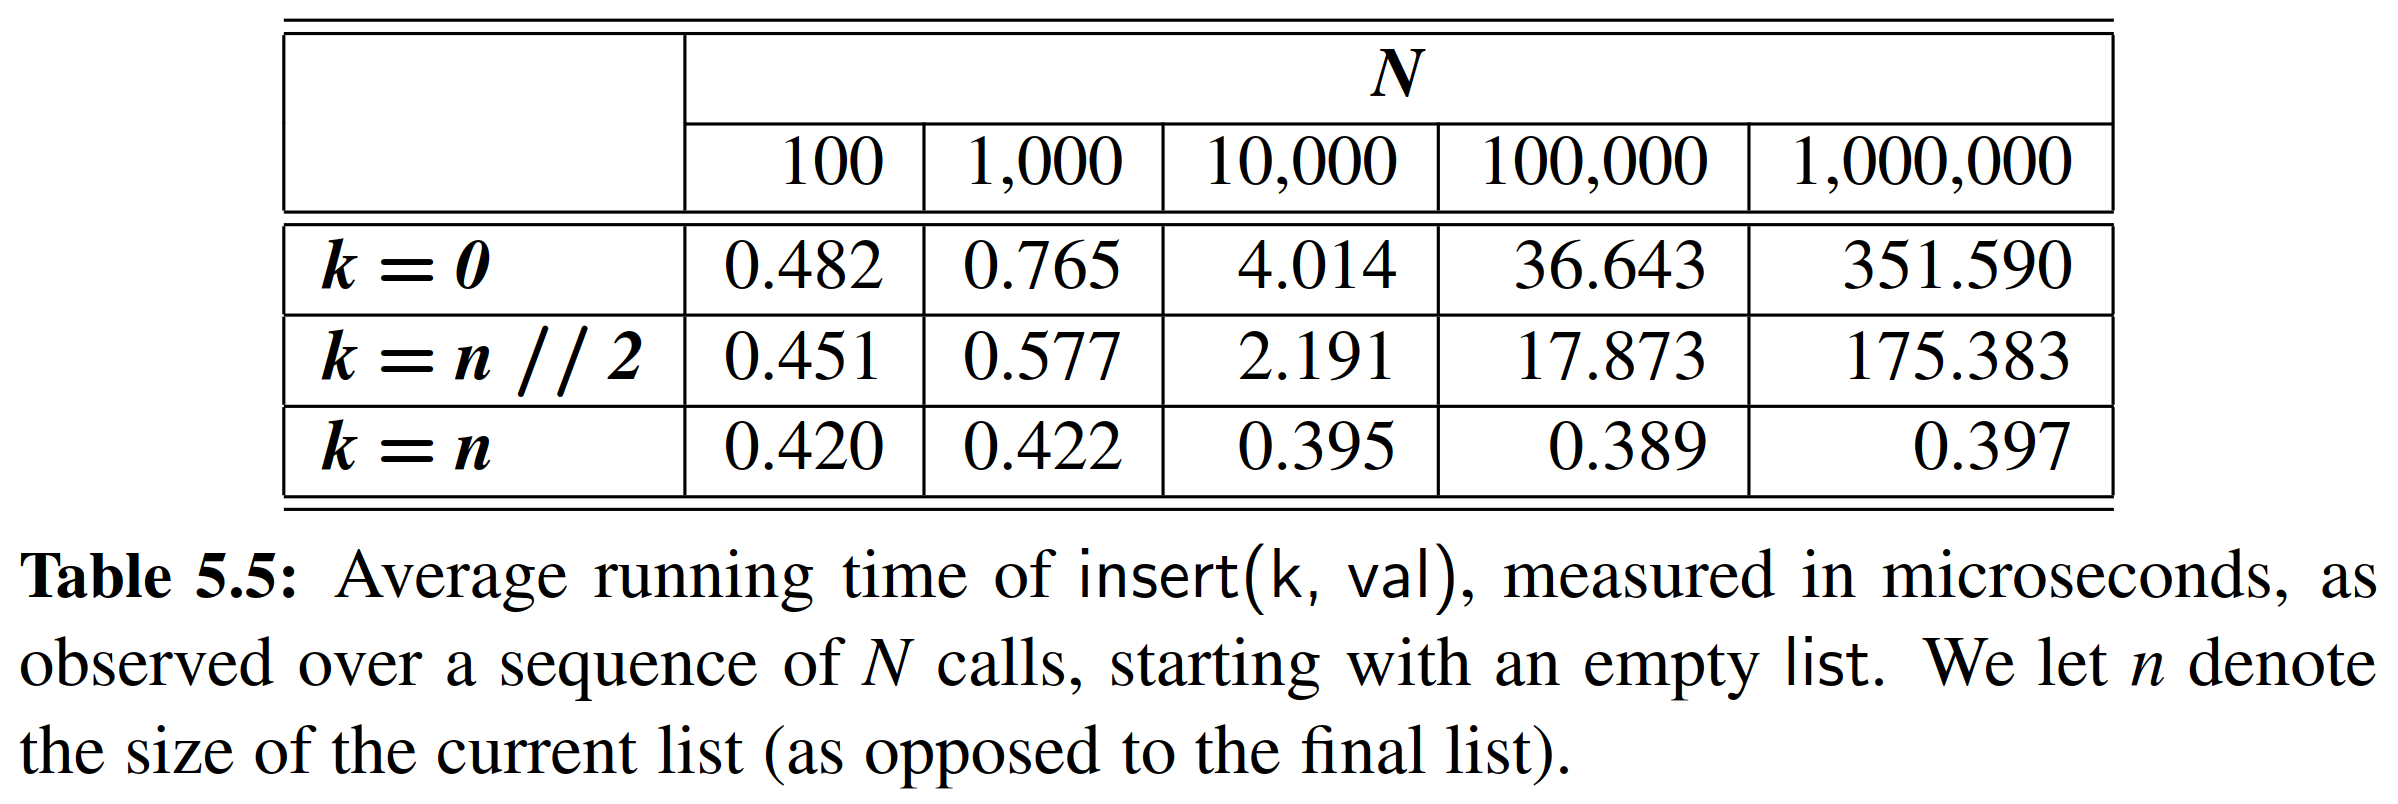 N
100 1,000 10,000 100,000 1,000,000
k = 0 0.482 0.765 4.014 36.643 351.590
k = n // 2 0.451 0.577 2.191 17.873 175.383
k = n 0.420 0.422 0.395 0.389 0.397
Table 5.5: Average running time of insert(k, val), measured in microseconds, as
observed over a sequence of N calls, starting with an empty list. We let n denote
the size of the current list (as opposed to the final list).